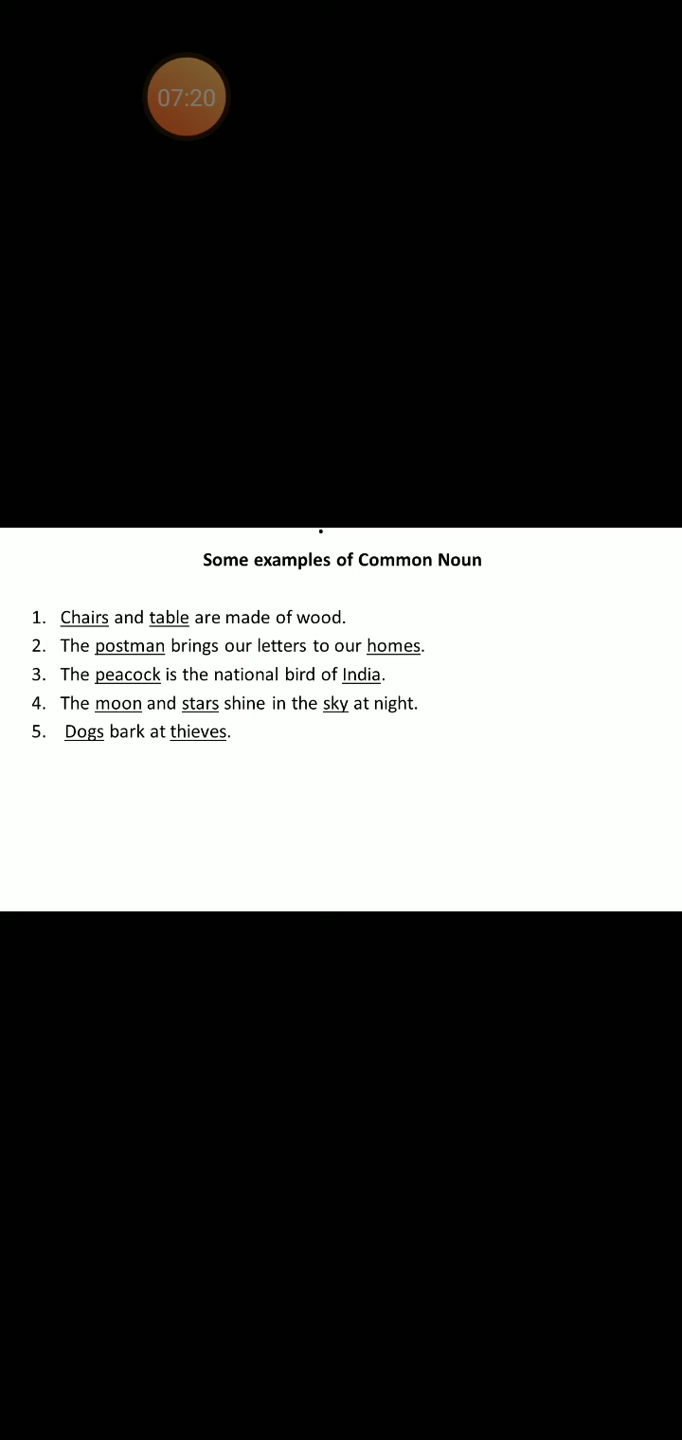 07:20
Some examples of Common Noun
1. Chairs and table are made of wood.
2. The postman brings our letters to our homes.
3. The peacock is the national bird of India.
4. The moon and stars shine in the sky at night.
5. Dogs bark at thieves.